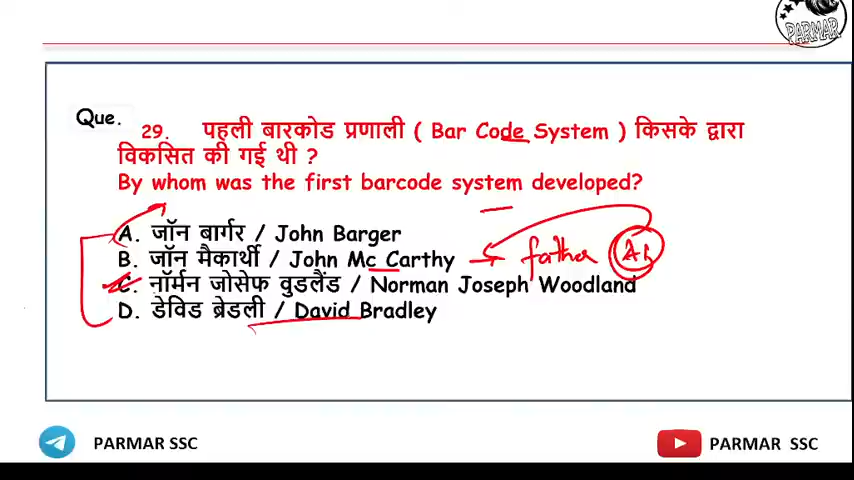 PARMAR
Que.
29. पहली बारकोड प्रणाली ( Bar Code System ) किसके द्वारा
विकसित की गई थी ?
By whom was the first barcode system developed?
A. जॉन बार्गर / John Barger
B. जॉन मैकार्थी / John Mc Carthy → father AI
C. नॉर्मन जोसेफ वुडलैंड / Norman Joseph Woodland
D. डेविड ब्रेडली / David Bradley
PARMAR SSC
PARMAR SSC